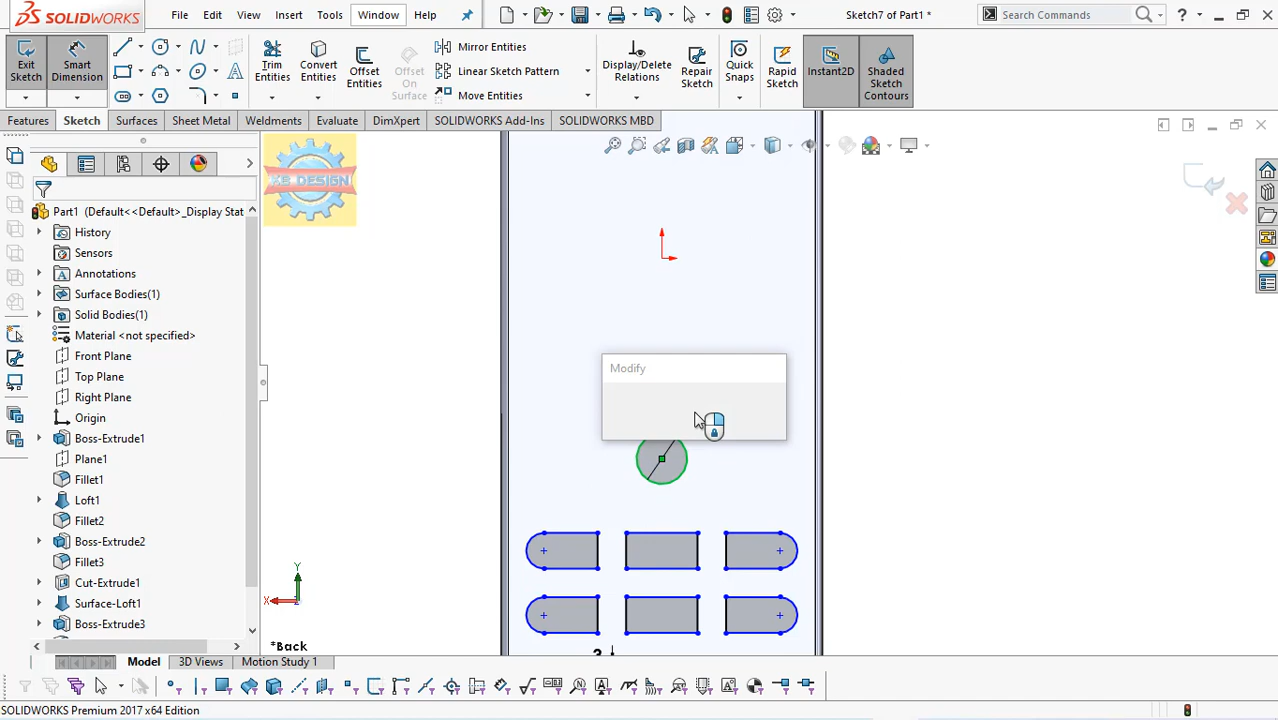 SOLIDWORKS
File
Edit
View
Insert
Tools
Window
Help
Sketch7 of Part1 *
Search Commands
?
Exit Sketch
Smart Dimension
Trim Entities
Convert Entities
Offset Entities
Offset On Surface
Mirror Entities
Linear Sketch Pattern
Move Entities
Display/Delete Relations
Repair Sketch
Quick Snaps
Rapid Sketch
Instant2D
Shaded Sketch Contours
Features
Sketch
Surfaces
Sheet Metal
Weldments
Evaluate
DimXpert
SOLIDWORKS Add-Ins
SOLIDWORKS MBD
KB DESIGN
Part1 (Default<<Default>_Display Stat
History
Sensors
Annotations
Surface Bodies(1)
Solid Bodies(1)
Material <not specified>
Front Plane
Top Plane
Right Plane
Origin
Boss-Extrude1
Plane1
Fillet1
Loft1
Fillet2
Boss-Extrude2
Fillet3
Cut-Extrude1
Surface-Loft1
Boss-Extrude3
Modify
3
Y
X
*Back
Model
3D Views
Motion Study 1
SOLIDWORKS Premium 2017 x64 Edition